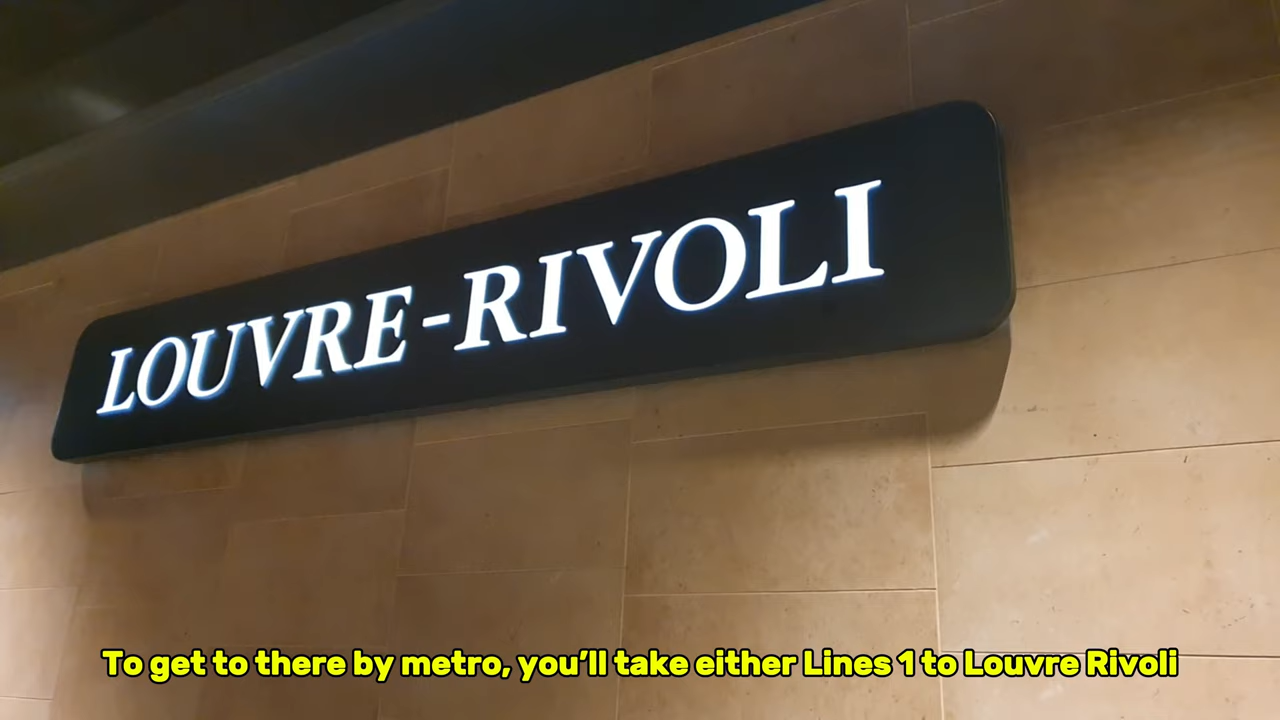 LOUVRE-RIVOLI
To get to there by metro, you'll take either Lines 1 to Louvre Rivoli